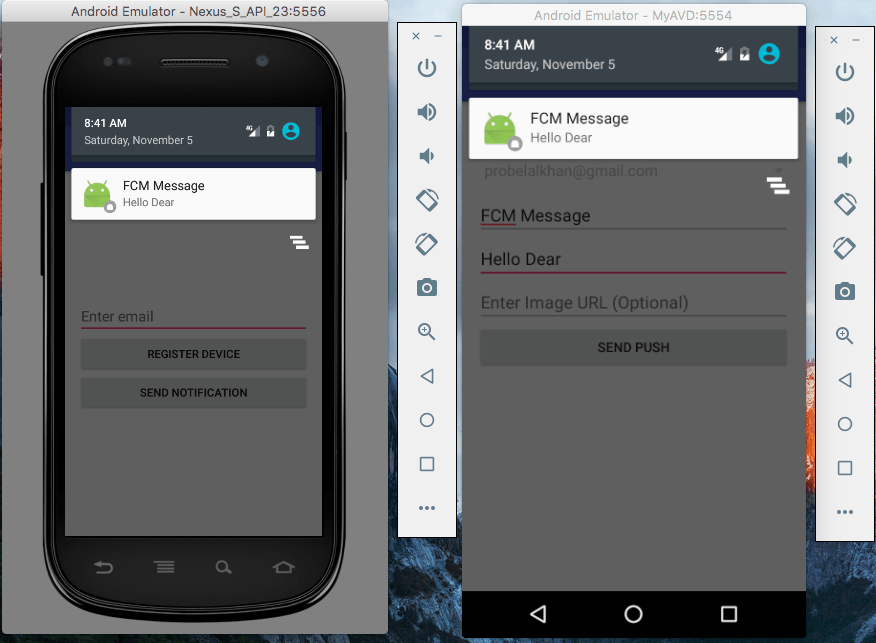 Android Emulator - Nexus_S_API_23:5556
8:41 AM
Saturday, November 5
4G
FCM Message
Hello Dear
Enter email
REGISTER DEVICE
SEND NOTIFICATION
Android Emulator - MyAVD:5554
8:41 AM
Saturday, November 5
4G
FCM Message
Hello Dear
probelalkhan@gmail.com
FCM Message
Hello Dear
Enter Image URL (Optional)
SEND PUSH